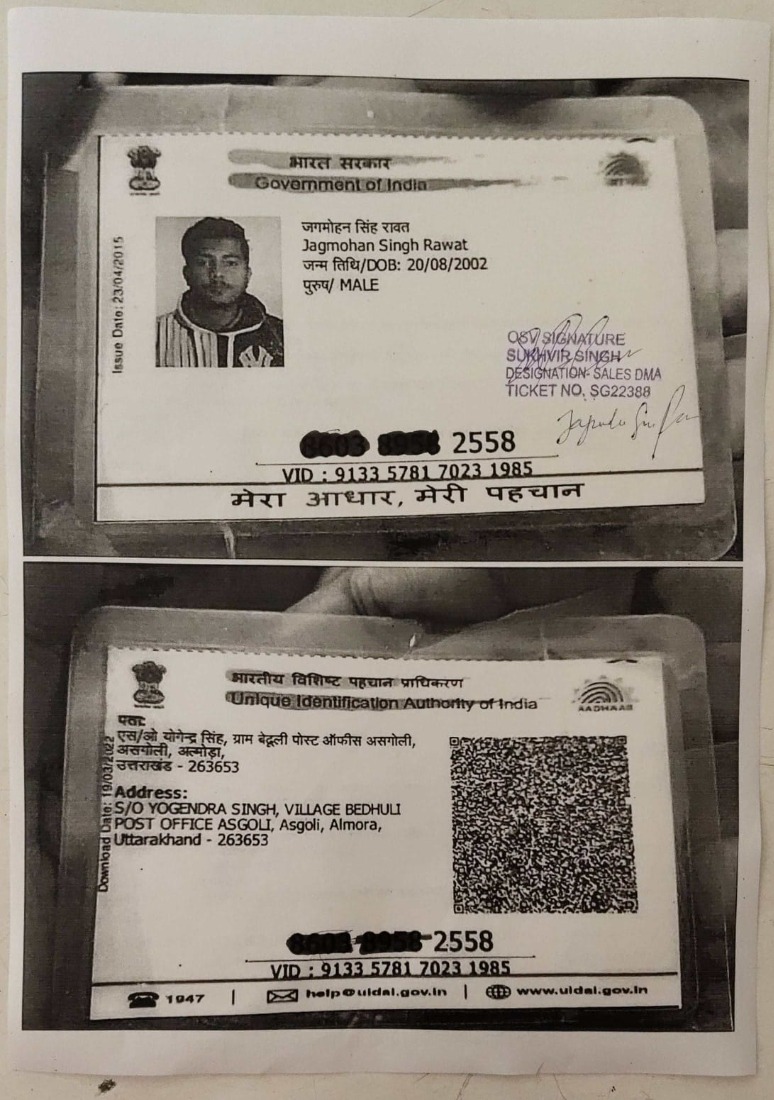 भारत सरकार
Government of India
Issue Date: 23/04/2015
जगमोहन सिंह रावत
Jagmohan Singh Rawat
जन्म तिथि/DOB: 20/08/2002
पुरुष/ MALE
OSV SIGNATURE
SUKHVIR SINGH
DESIGNATION- SALES DMA
TICKET NO. SG22388
2558
VID : 9133 5781 7023 1985
मेरा आधार, मेरी पहचान
भारतीय विशिष्ट पहचान प्राधिकरण
Unique Identification Authority of India
AADHAAR
Download Date: 19/03/2022
पता:
एस/ओ योगेन्द्र सिंह, ग्राम बेदूली पोस्ट ऑफीस असगोली,
असगोली, अल्मोड़ा,
उत्तराखंड - 263653
Address:
S/O YOGENDRA SINGH, VILLAGE BEDHULI
POST OFFICE ASGOLI, Asgoli, Almora,
Uttarakhand - 263653
2558
VID : 9133 5781 7023 1985
1947 | help@uidai.gov.in | www.uidai.gov.in